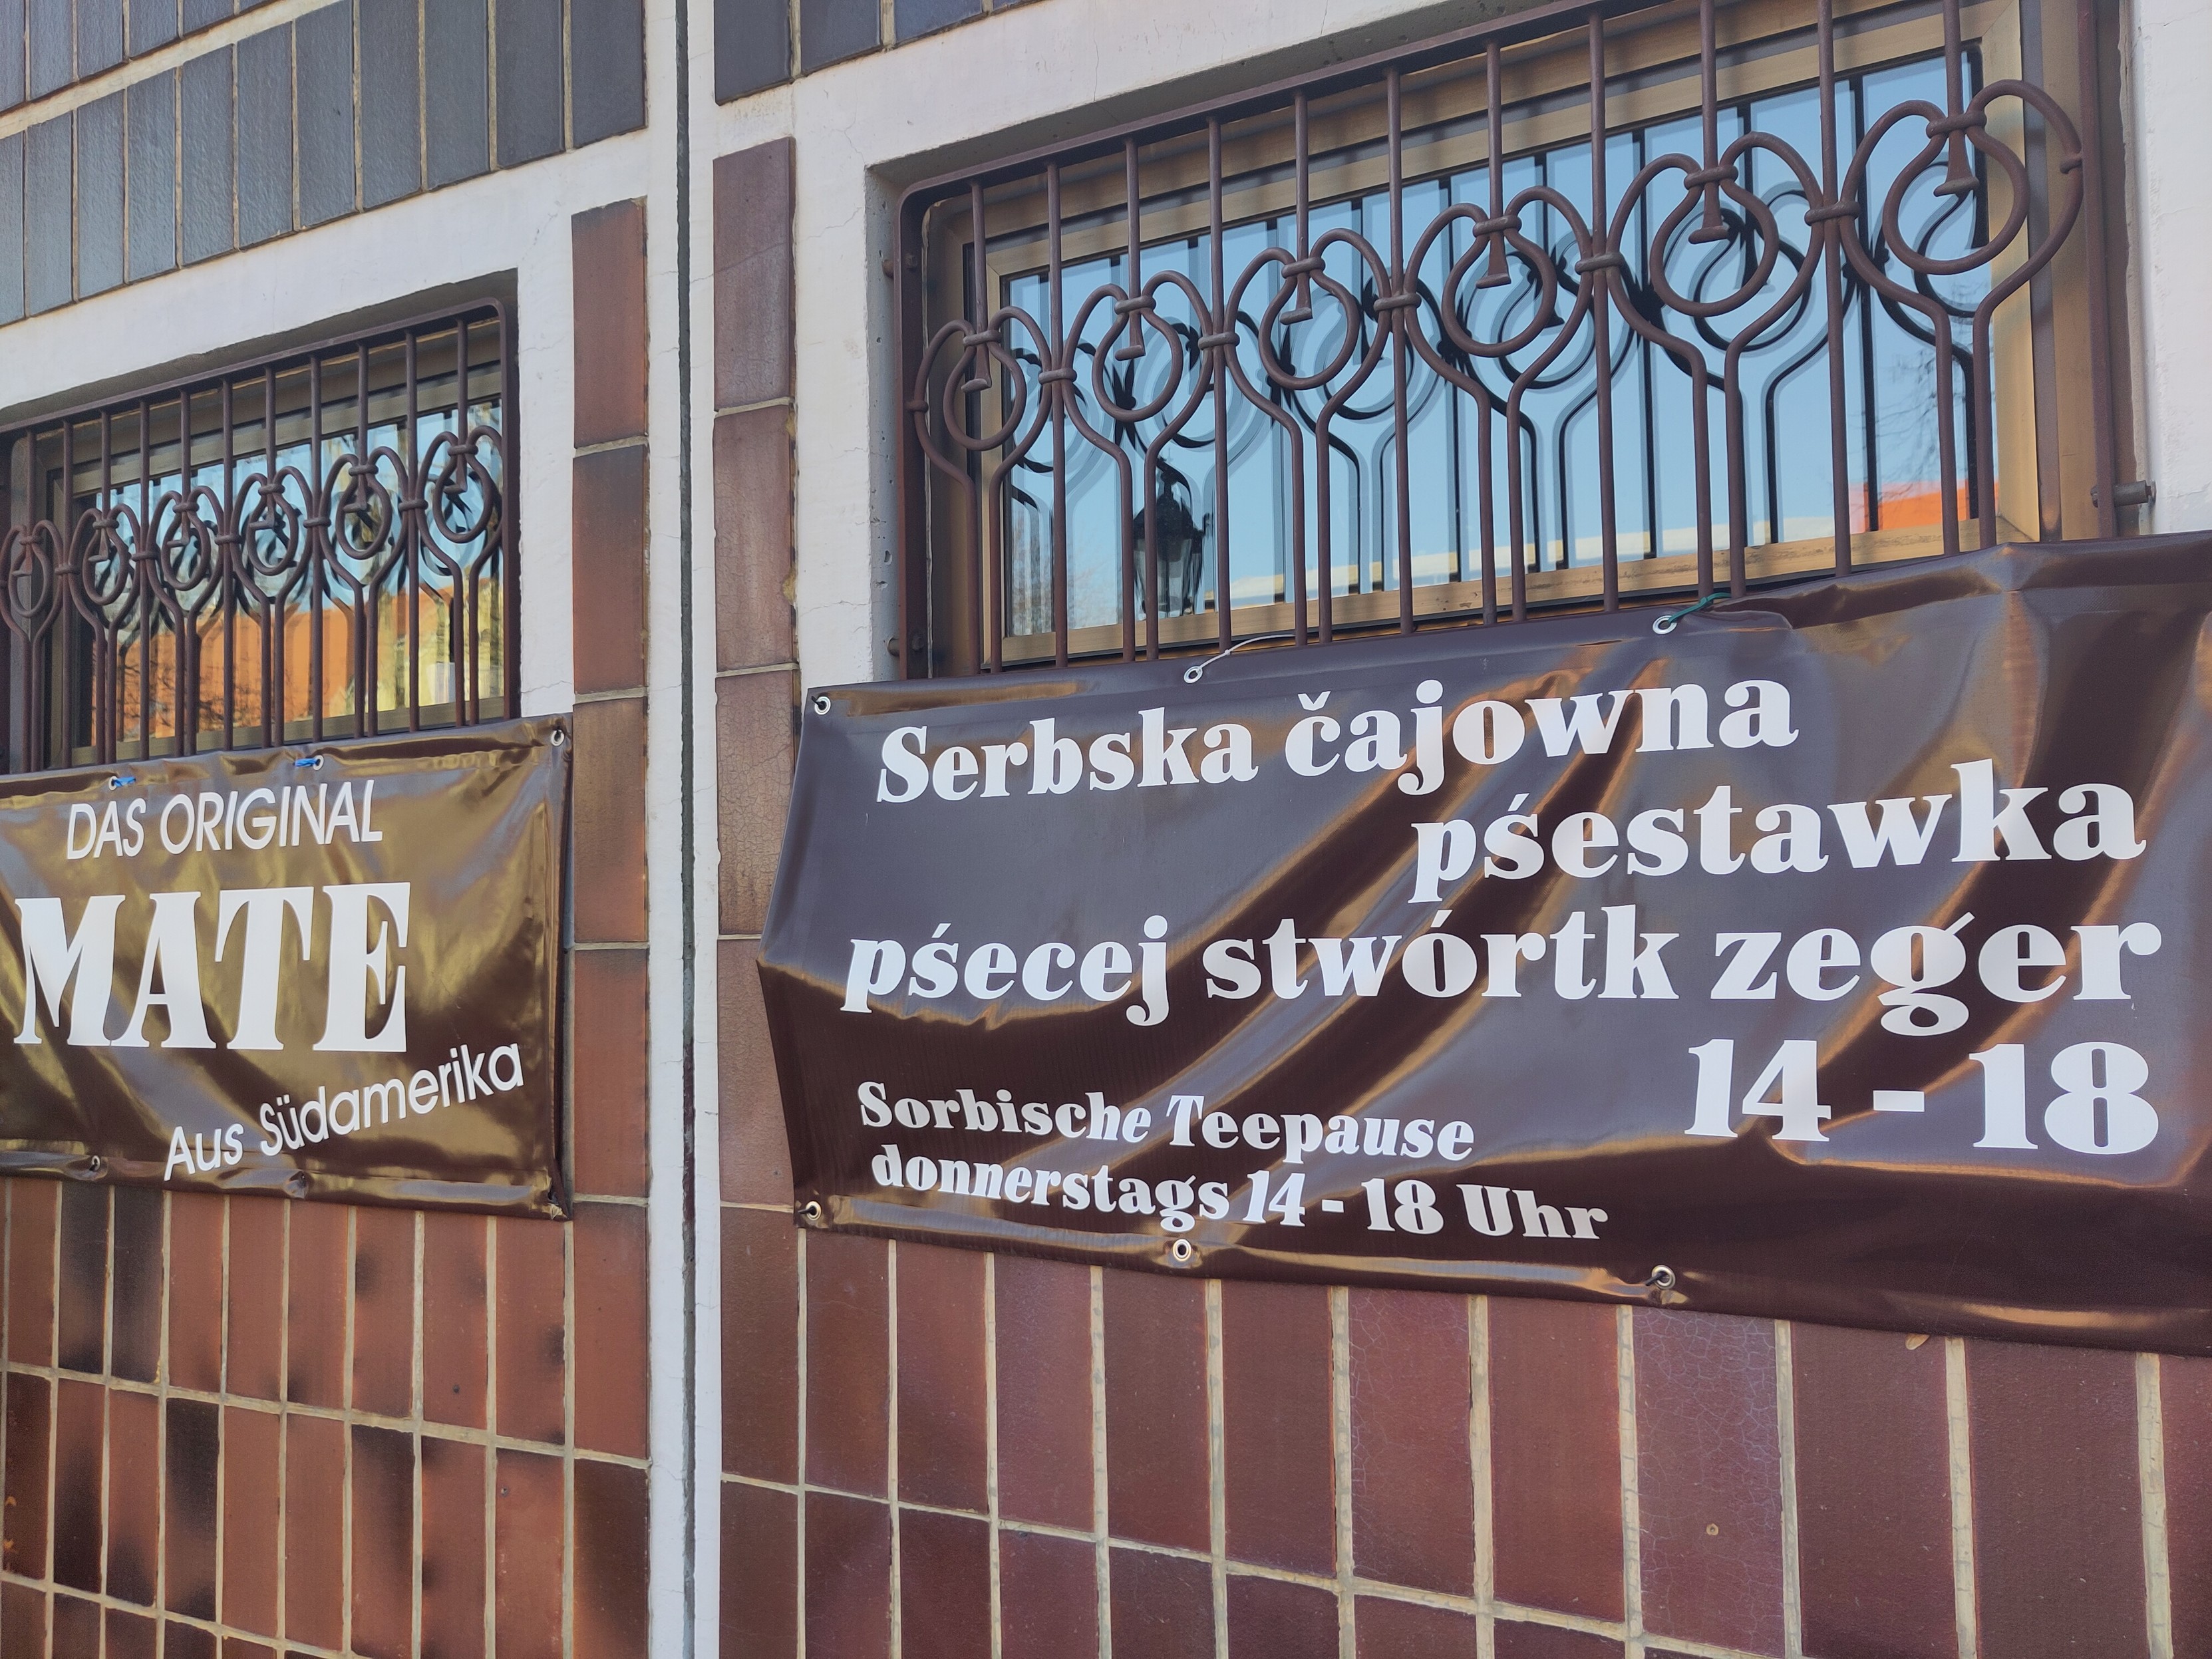 DAS ORIGINAL
MATE
Aus Südamerika
Serbska čajowna
pśestawka
pśecej stwórtk zeger
14 - 18
Sorbische Teepause
donnerstags 14 - 18 Uhr